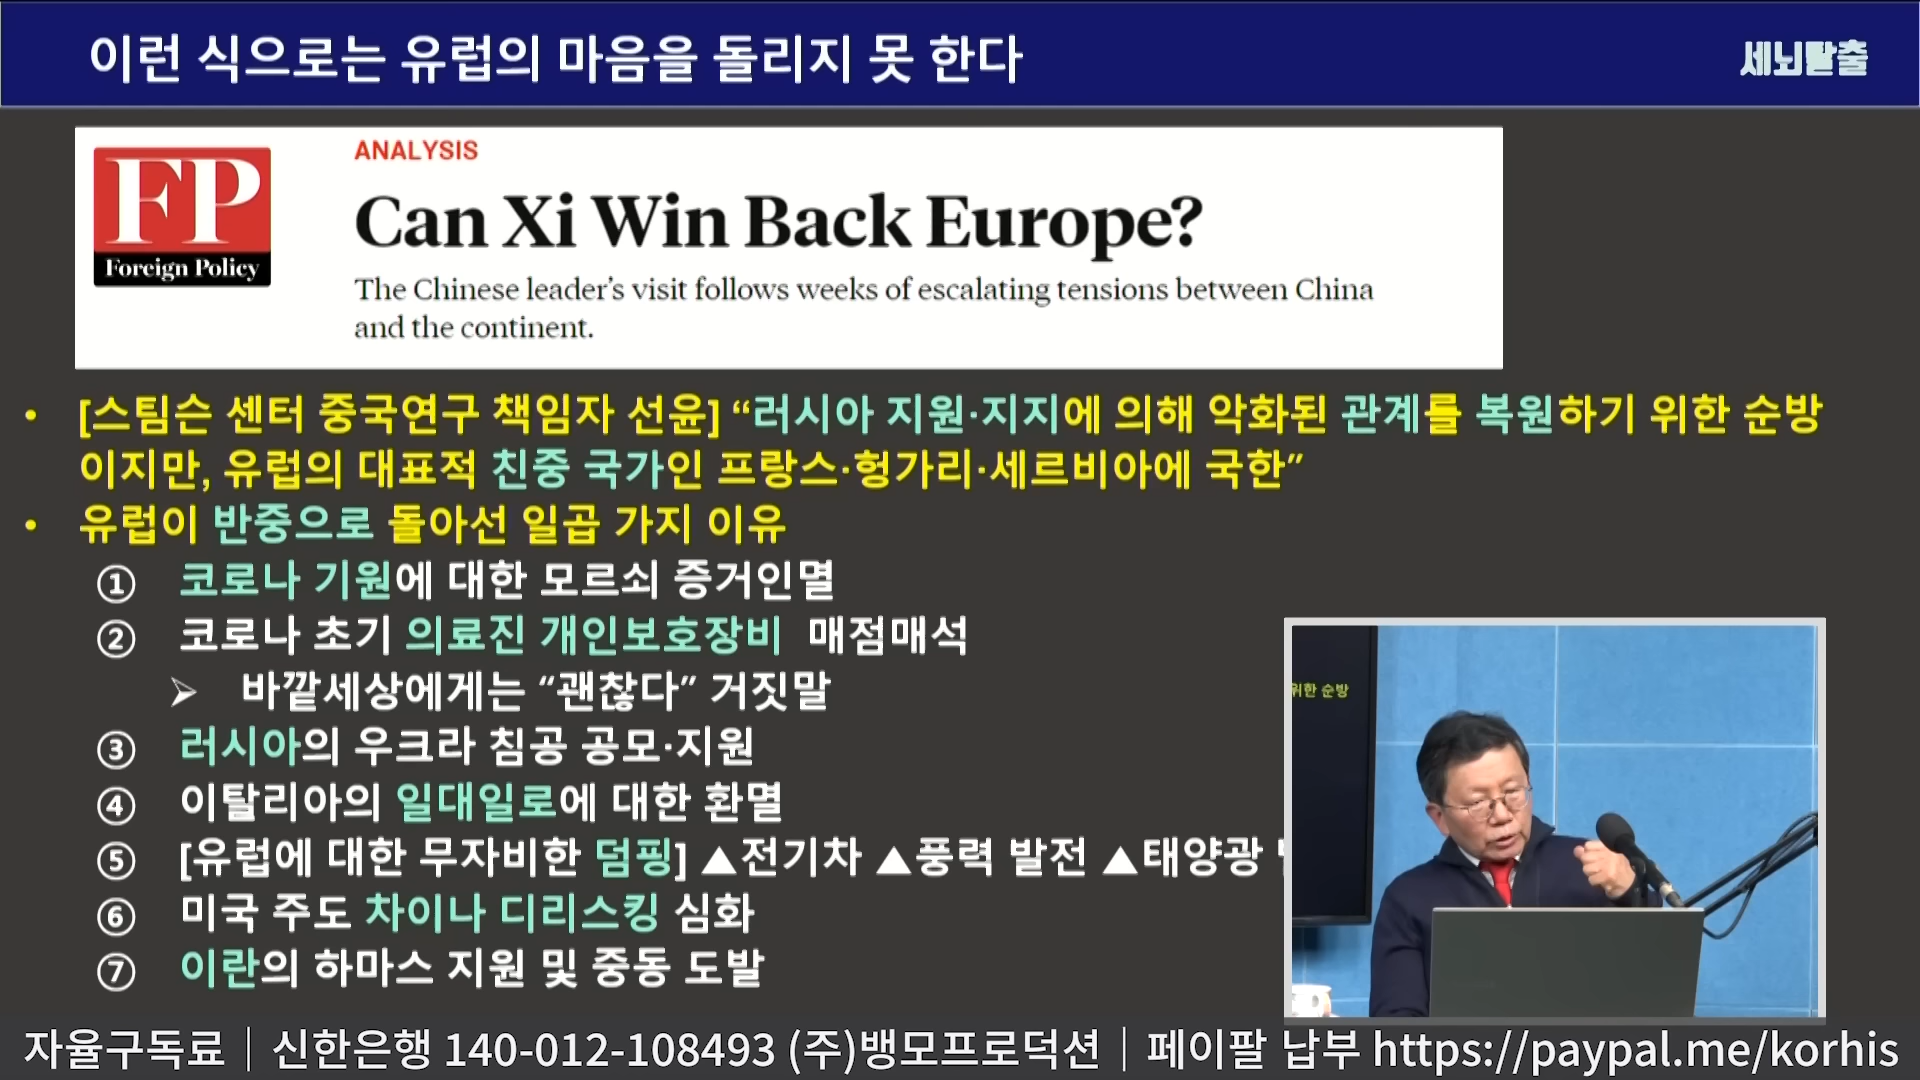 이런 식으로는 유럽의 마음을 돌리지 못 한다
세뇌탈출
FP
Foreign Policy
ANALYSIS
Can Xi Win Back Europe?
The Chinese leader’s visit follows weeks of escalating tensions between China
and the continent.
• [스팀슨 센터 중국연구 책임자 선윤] “러시아 지원·지지에 의해 악화된 관계를 복원하기 위한 순방
이지만, 유럽의 대표적 친중 국가인 프랑스·헝가리·세르비아에 국한”
• 유럽이 반중으로 돌아선 일곱 가지 이유
① 코로나 기원에 대한 모르쇠 증거인멸
② 코로나 초기 의료진 개인보호장비 매점매석
➢ 바깥세상에게는 “괜찮다” 거짓말
③ 러시아의 우크라 침공 공모·지원
④ 이탈리아의 일대일로에 대한 환멸
⑤ [유럽에 대한 무자비한 덤핑] ▲전기차 ▲풍력 발전 ▲태양광
⑥ 미국 주도 차이나 디리스킹 심화
⑦ 이란의 하마스 지원 및 중동 도발
위한 순방
자율구독료｜신한은행 140-012-108493 (주)뱅모프로덕션｜페이팔 납부 https://paypal.me/korhis